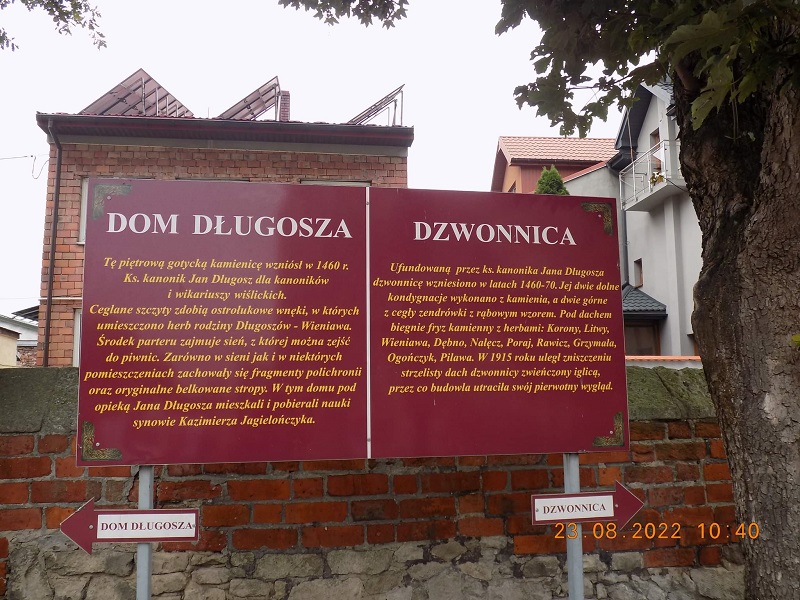 DOM DŁUGOSZA
Tę piętrową gotycką kamienicę wzniósł w 1460 r.
Ks. kanonik Jan Długosz dla kanoników
i wikariuszy wiślickich.
Ceglane szczyty zdobią ostrołukowe wnęki, w których
umieszczono herb rodziny Długoszów - Wieniawa.
Środek parteru zajmuje sień, z której można zejść
do piwnic. Zarówno w sieni jak i w niektórych
pomieszczeniach zachowały się fragmenty polichromii
oraz oryginalne belkowane stropy. W tym domu pod
opieką Jana Długosza mieszkali i pobierali nauki
synowie Kazimierza Jagielończyka.
DZWONNICA
Ufundowaną przez ks. kanonika Jana Długosza
dzwonnicę wzniesiono w latach 1460-70. Jej dwie dolne
kondygnacje wykonano z kamienia, a dwie górne
z cegły zendrówki z rąbowym wzorem. Pod dachem
biegnie fryz kamienny z herbami: Korony, Litwy,
Wieniawa, Dębno, Nałęcz, Poraj, Rawicz, Grzymała,
Ogończyk, Pilawa. W 1915 roku uległ zniszczeniu
strzelisty dach dzwonnicy zwieńczony iglicą,
przez co budowla utraciła swój pierwotny wygląd.
DOM DŁUGOSZA
DZWONNICA
23.08.2022 10:40